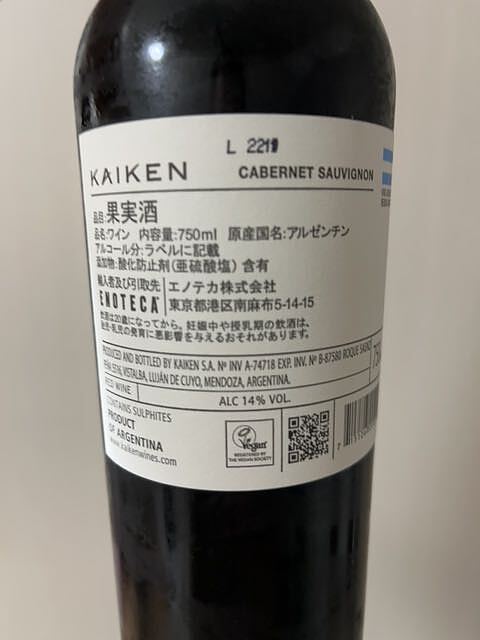 L 2211
KAIKEN
CABERNET SAUVIGNON
品目:果実酒
品名:ワイン 内容量:750ml 原産国名:アルゼンチン
アルコール分:ラベルに記載
添加物:酸化防止剤(亜硫酸塩)含有
輸入者及び引取先
ENOTECA
エノテカ株式会社
東京都港区南麻布5-14-15
飲酒は20歳になってから。妊娠中や授乳期の飲酒は、
胎児・乳児の発育に悪影響を与えるおそれがあります。
PRODUCED AND BOTTLED BY KAIKEN S.A. Nº INV A-74718 EXP. INV. Nº B-87580 ROQUE SAENZ
PEÑA 5516, VISTALBA, LUJÁN DE CUYO, MENDOZA, ARGENTINA.
RED WINE
ALC 14% VOL.
CONTAINS SULPHITES
PRODUCT
OF ARGENTINA
www.kaikenwines.com
Vegan
REGISTERED BY
THE VEGAN SOCIETY